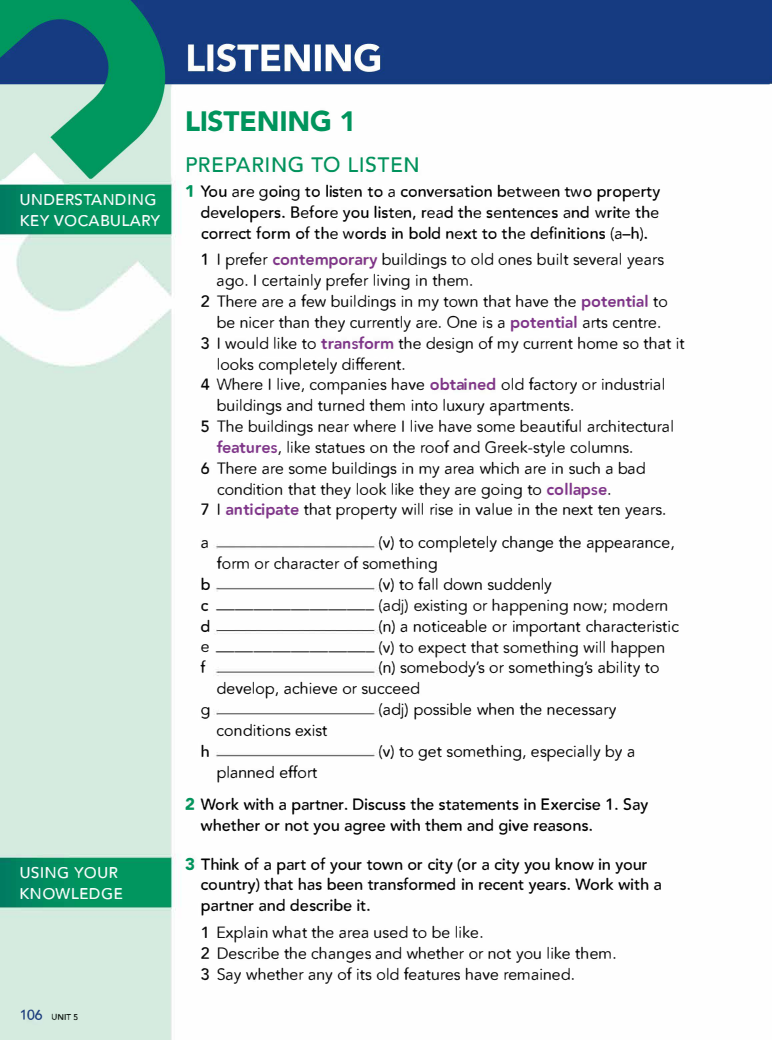 LISTENING
LISTENING 1
PREPARING TO LISTEN
UNDERSTANDING
KEY VOCABULARY
1 You are going to listen to a conversation between two property
developers. Before you listen, read the sentences and write the
correct form of the words in bold next to the definitions (a–h).
1 I prefer contemporary buildings to old ones built several years
ago. I certainly prefer living in them.
2 There are a few buildings in my town that have the potential to
be nicer than they currently are. One is a potential arts centre.
3 I would like to transform the design of my current home so that it
looks completely different.
4 Where I live, companies have obtained old factory or industrial
buildings and turned them into luxury apartments.
5 The buildings near where I live have some beautiful architectural
features, like statues on the roof and Greek-style columns.
6 There are some buildings in my area which are in such a bad
condition that they look like they are going to collapse.
7 I anticipate that property will rise in value in the next ten years.
a ____________________ (v) to completely change the appearance,
form or character of something
b ____________________ (v) to fall down suddenly
c ____________________ (adj) existing or happening now; modern
d ____________________ (n) a noticeable or important characteristic
e ____________________ (v) to expect that something will happen
f ____________________ (n) somebody's or something's ability to
develop, achieve or succeed
g ____________________ (adj) possible when the necessary
conditions exist
h ____________________ (v) to get something, especially by a
planned effort
2 Work with a partner. Discuss the statements in Exercise 1. Say
whether or not you agree with them and give reasons.
USING YOUR
KNOWLEDGE
3 Think of a part of your town or city (or a city you know in your
country) that has been transformed in recent years. Work with a
partner and describe it.
1 Explain what the area used to be like.
2 Describe the changes and whether or not you like them.
3 Say whether any of its old features have remained.
106 UNIT 5